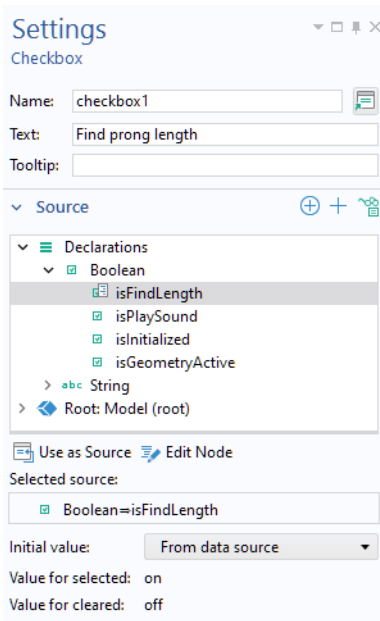 Settings
Checkbox
Name: checkbox1
Text: Find prong length
Tooltip:
Source
Declarations
Boolean
isFindLength
isPlaySound
isInitialized
isGeometryActive
abc String
Root: Model (root)
Use as Source Edit Node
Selected source:
Boolean=isFindLength
Initial value: From data source
Value for selected: on
Value for cleared: off